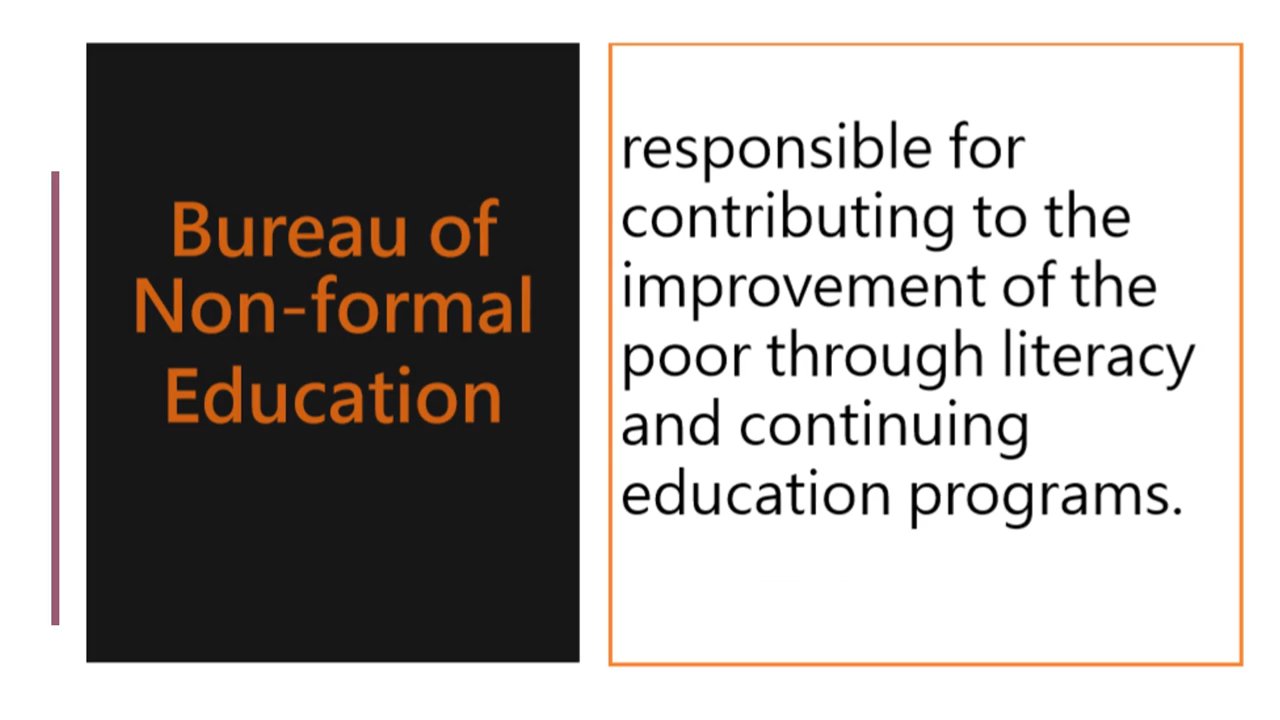 Bureau of
Non-formal
Education
responsible for
contributing to the
improvement of the
poor through literacy
and continuing
education programs.